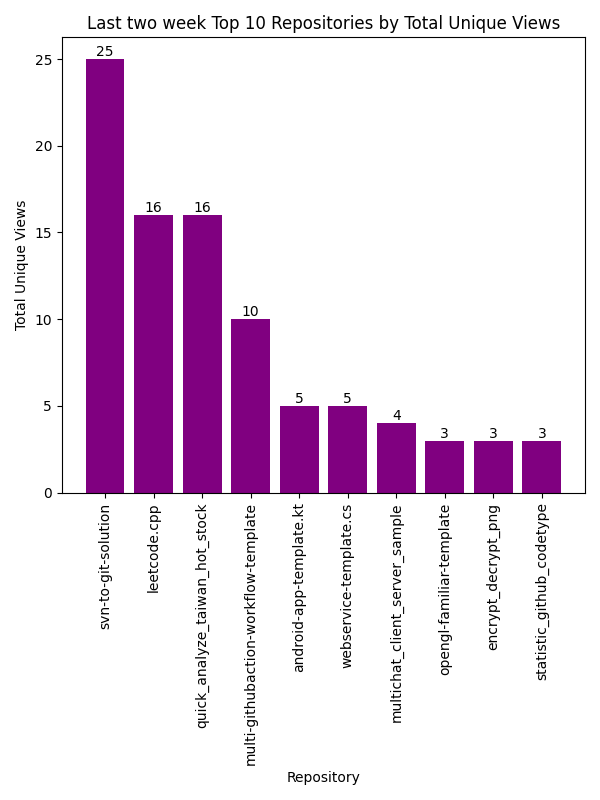 Last two week Top 10 Repositories by Total Unique Views
Total Unique Views
25
20
15
10
5
0
25
16
16
10
5
5
4
3
3
3
svn-to-git-solution
leetcode.cpp
quick_analyze_taiwan_hot_stock
multi-githubaction-workflow-template
android-app-template.kt
webservice-template.cs
multichat_client_server_sample
opengl-familiar-template
encrypt_decrypt_png
statistic_github_codetype
Repository